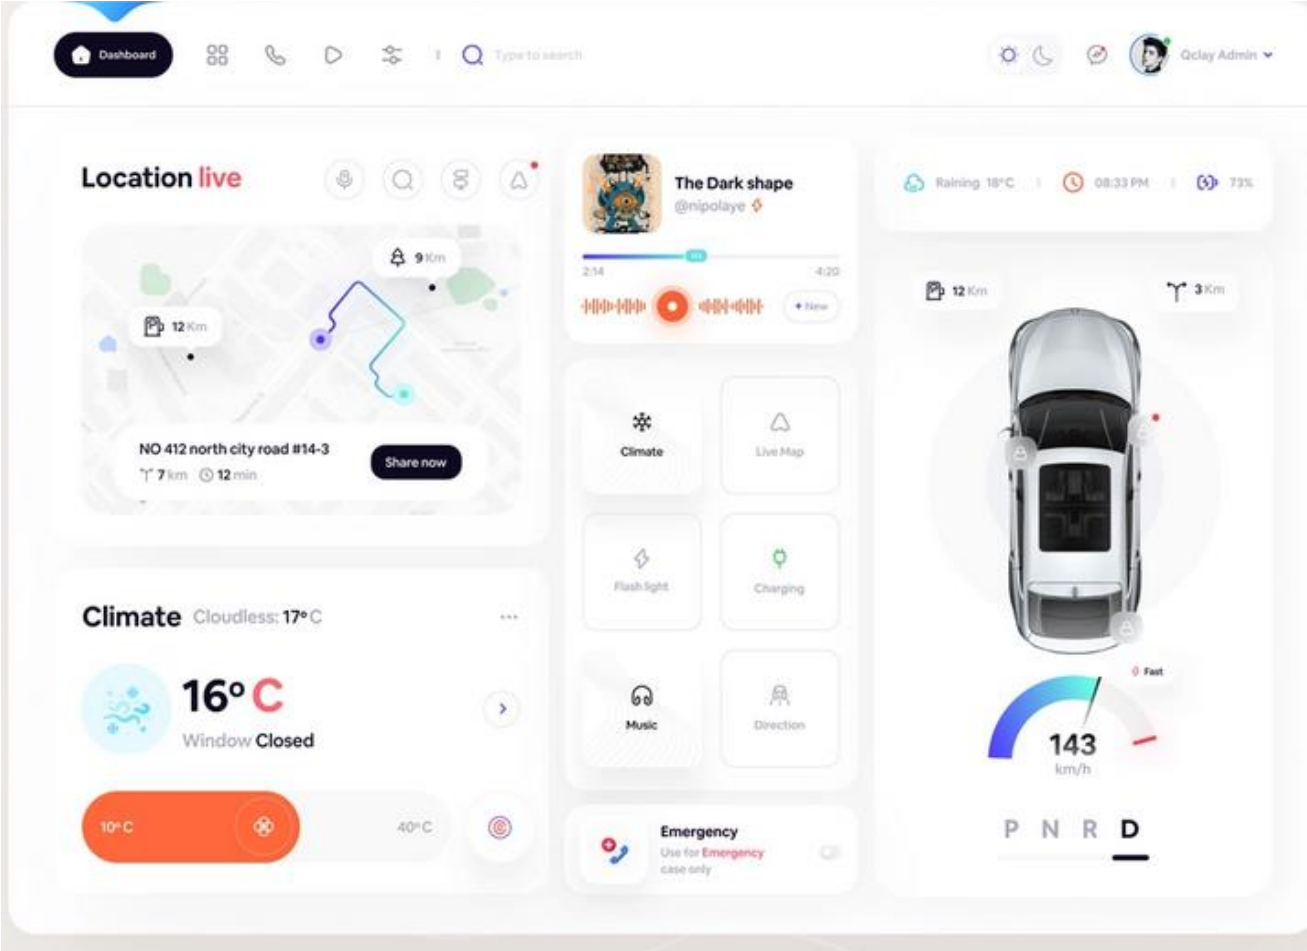 Dashboard
Type to search
Qclay Admin
Location live
9 Km
12 Km
NO 412 north city road #14-3
7 km 12 min
Share now
Climate Cloudless: 17° C
16° C
Window Closed
10° C
40° C
The Dark shape
@nipolaye
2:14
4:20
+ New
Climate
Live Map
Flash light
Charging
Music
Direction
Emergency
Use for Emergency
case only
Raining 18°C
08:33 PM
73%
12 Km
3 Km
Fast
143
km/h
P N R D